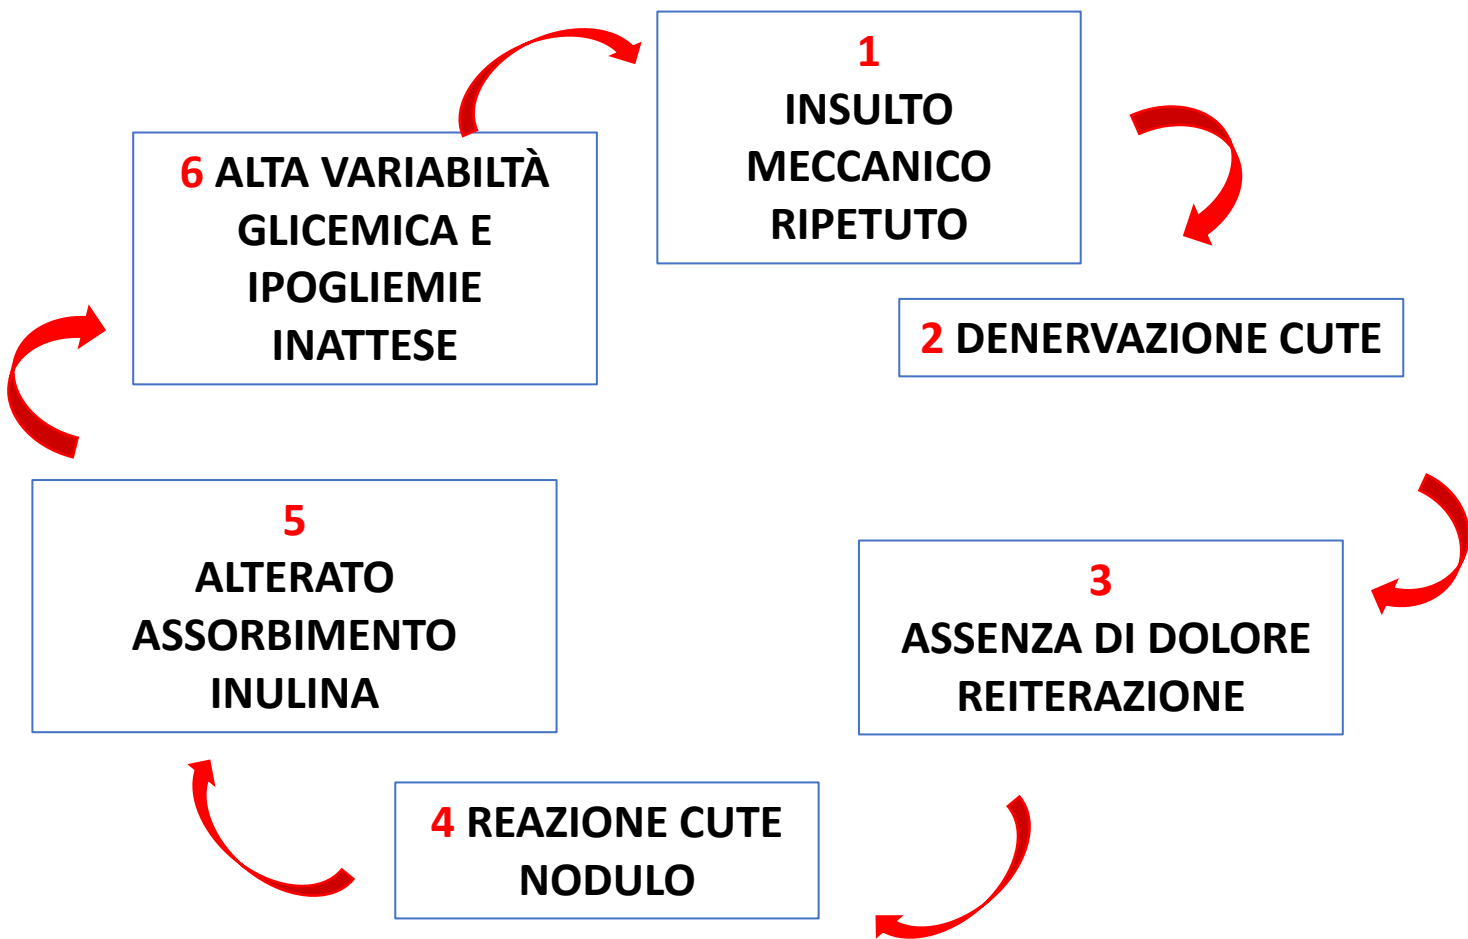 1
INSULTO
MECCANICO
RIPETUTO
2 DENERVAZIONE CUTE
3
ASSENZA DI DOLORE
REITERAZIONE
4 REAZIONE CUTE
NODULO
5
ALTERATO
ASSORBIMENTO
INULINA
6 ALTA VARIABILTÀ
GLICEMICA E
IPOGLIEMIE
INATTESE